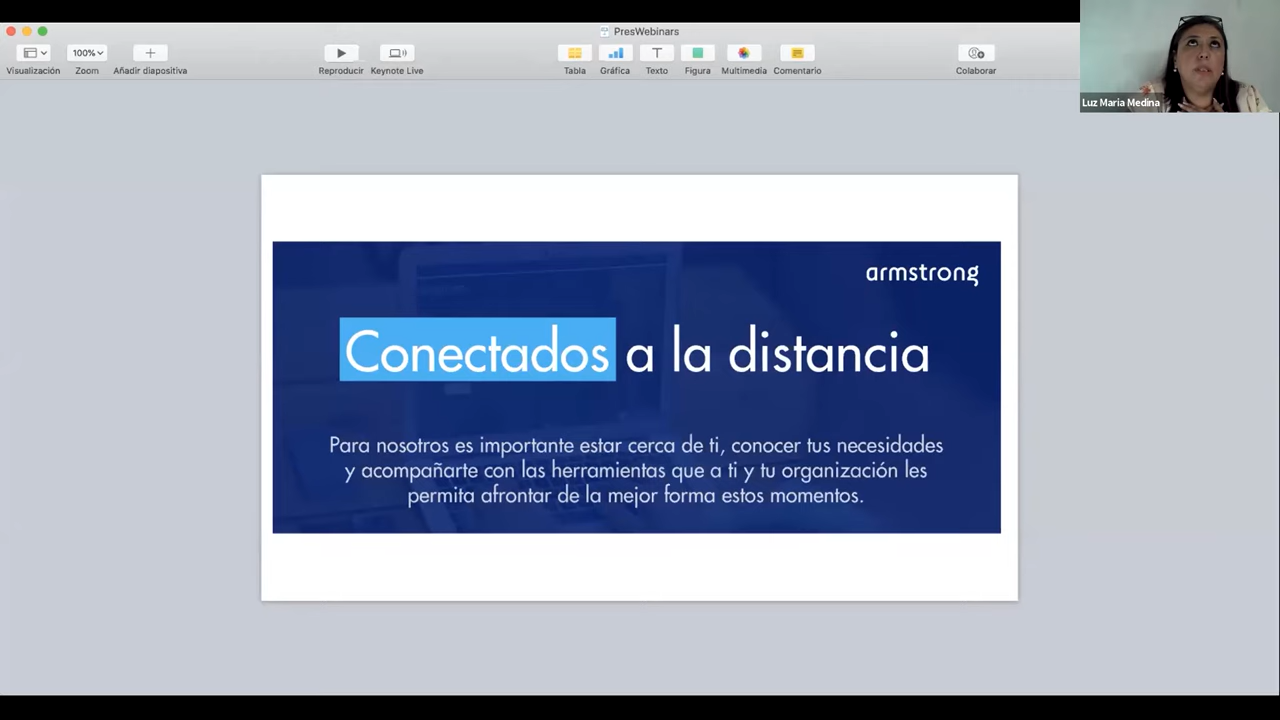 PresWebinars
100%
Visualización Zoom Añadir diapositiva Reproducir Keynote Live Tabla Gráfica Texto Figura Multimedia Comentario Colaborar
Luz Maria Medina
armstrong
Conectados a la distancia
Para nosotros es importante estar cerca de ti, conocer tus necesidades
y acompañarte con las herramientas que a ti y tu organización les
permita afrontar de la mejor forma estos momentos.